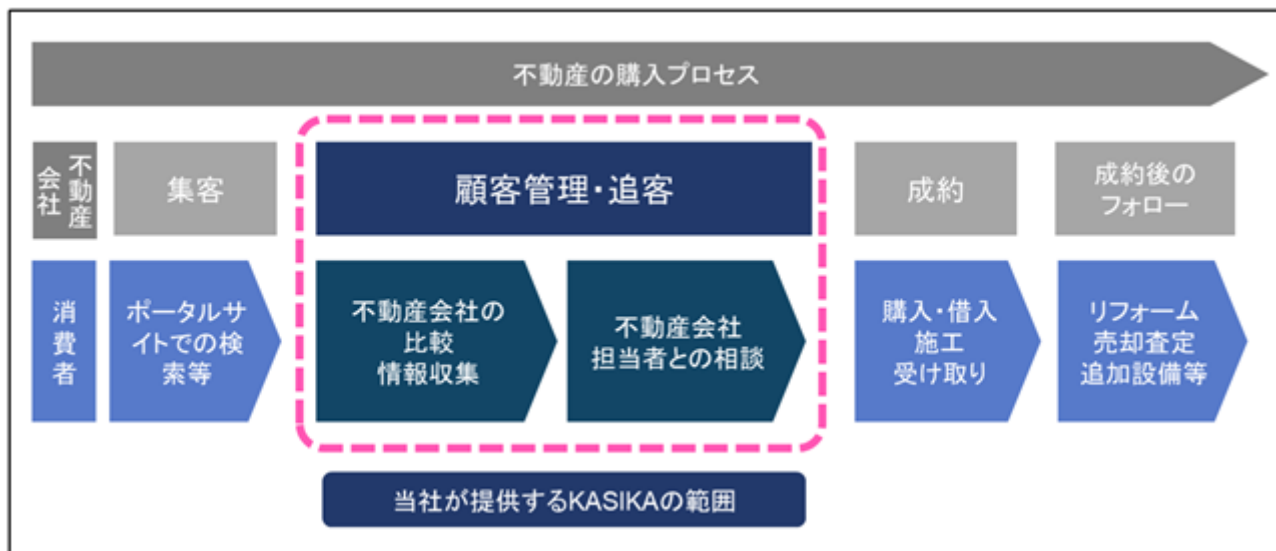 不動産の購入プロセス
不動産
会社
集客
顧客管理・追客
成約
成約後の
フォロー
消費者
ポータルサ
イトでの検
索等
不動産会社の
比較
情報収集
不動産会社
担当者との相談
購入・借入
施工
受け取り
リフォーム
売却査定
追加設備等
当社が提供するKASIKAの範囲